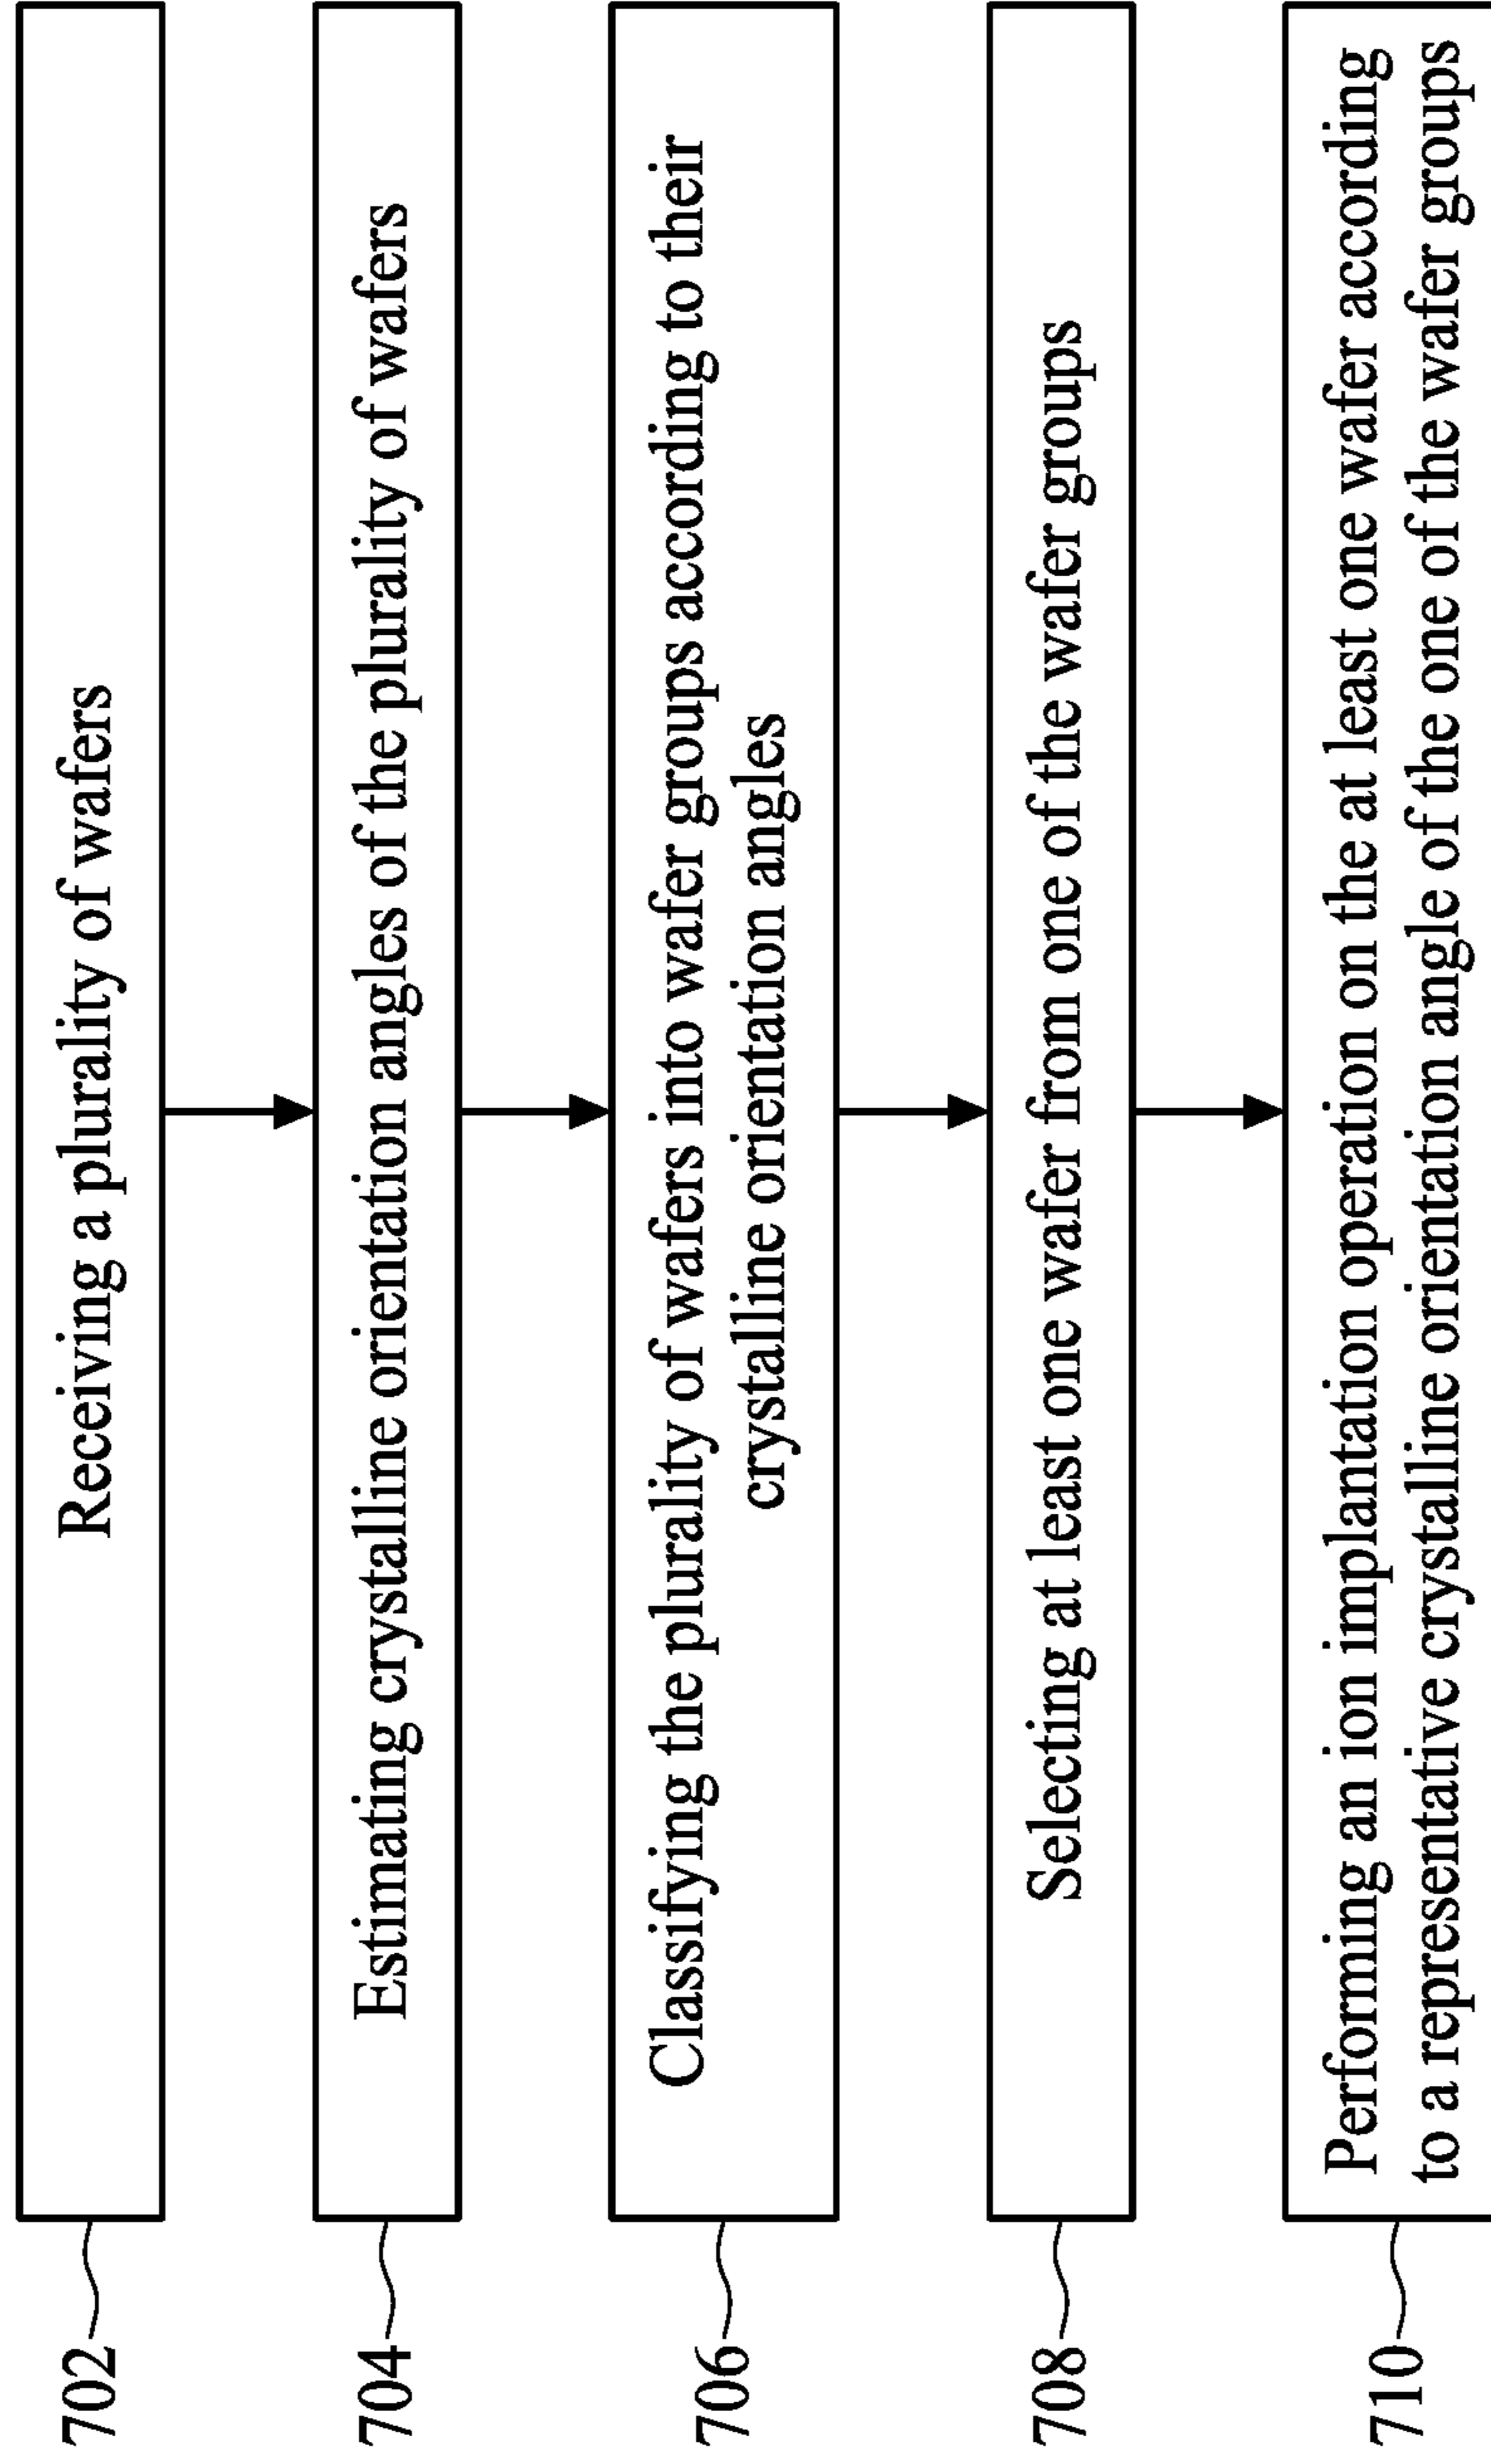 702
Receiving a plurality of wafers
704
Estimating crystalline orientation angles of the plurality of wafers
706
Classifying the plurality of wafers into wafer groups according to their
crystalline orientation angles
708
Selecting at least one wafer from one of the wafer groups
710
Performing an ion implantation operation on the at least one wafer according
to a representative crystalline orientation angle of the one of the wafer groups